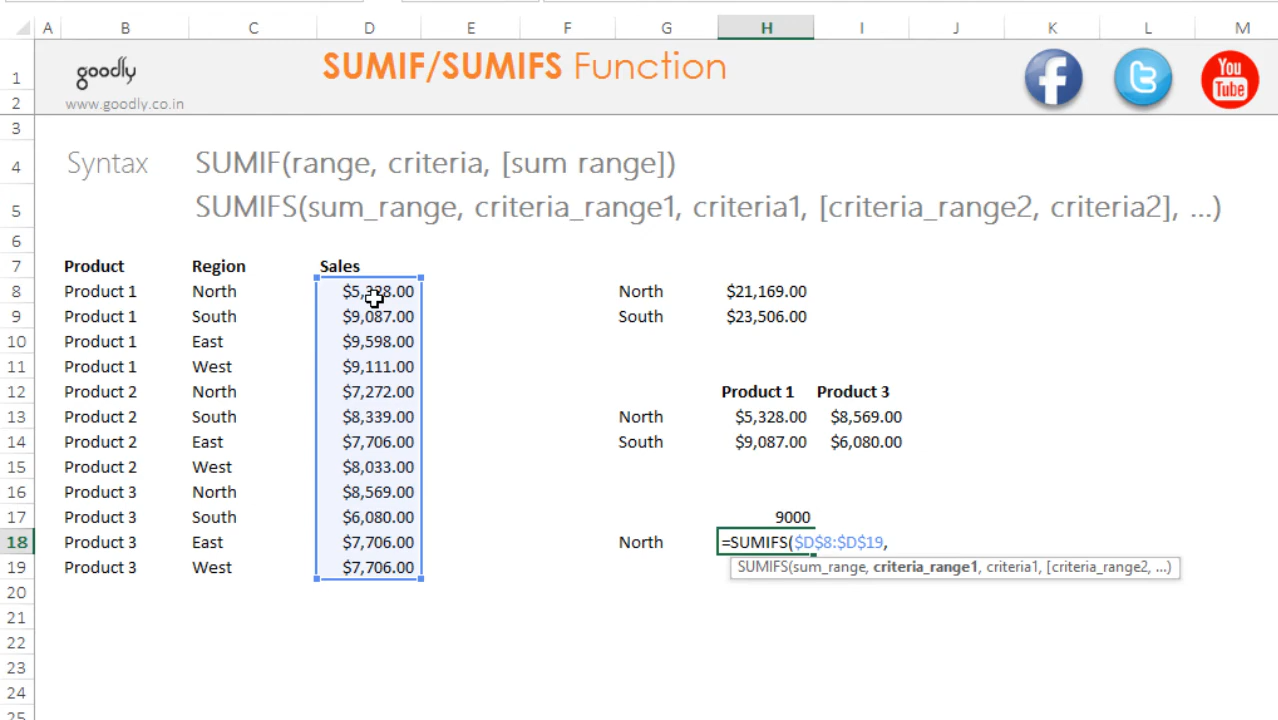 A B C D E F G H I J K L M
1 goodly SUMIF/SUMIFS Function You Tube
2 www.goodly.co.in
3
4 Syntax SUMIF(range, criteria, [sum range])
5 SUMIFS(sum_range, criteria_range1, criteria1, [criteria_range2, criteria2], ...)
6
7 Product Region Sales
8 Product 1 North $5,328.00 North $21,169.00
9 Product 1 South $9,087.00 South $23,506.00
10 Product 1 East $9,598.00
11 Product 1 West $9,111.00
12 Product 2 North $7,272.00 Product 1 Product 3
13 Product 2 South $8,339.00 North $5,328.00 $8,569.00
14 Product 2 East $7,706.00 South $9,087.00 $6,080.00
15 Product 2 West $8,033.00
16 Product 3 North $8,569.00
17 Product 3 South $6,080.00 9000
18 Product 3 East $7,706.00 North =SUMIFS($D$8:$D$19,
19 Product 3 West $7,706.00 SUMIFS(sum_range, criteria_range1, criteria1, [criteria_range2, ...)
20
21
22
23
24
25